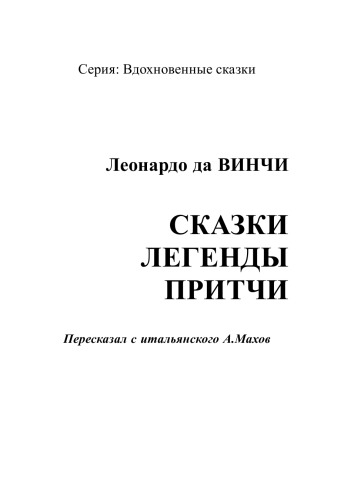 Серия: Вдохновенные сказки
Леонардо да ВИНЧИ
СКАЗКИ
ЛЕГЕНДЫ
ПРИТЧИ
Пересказал с итальянского А.Махов